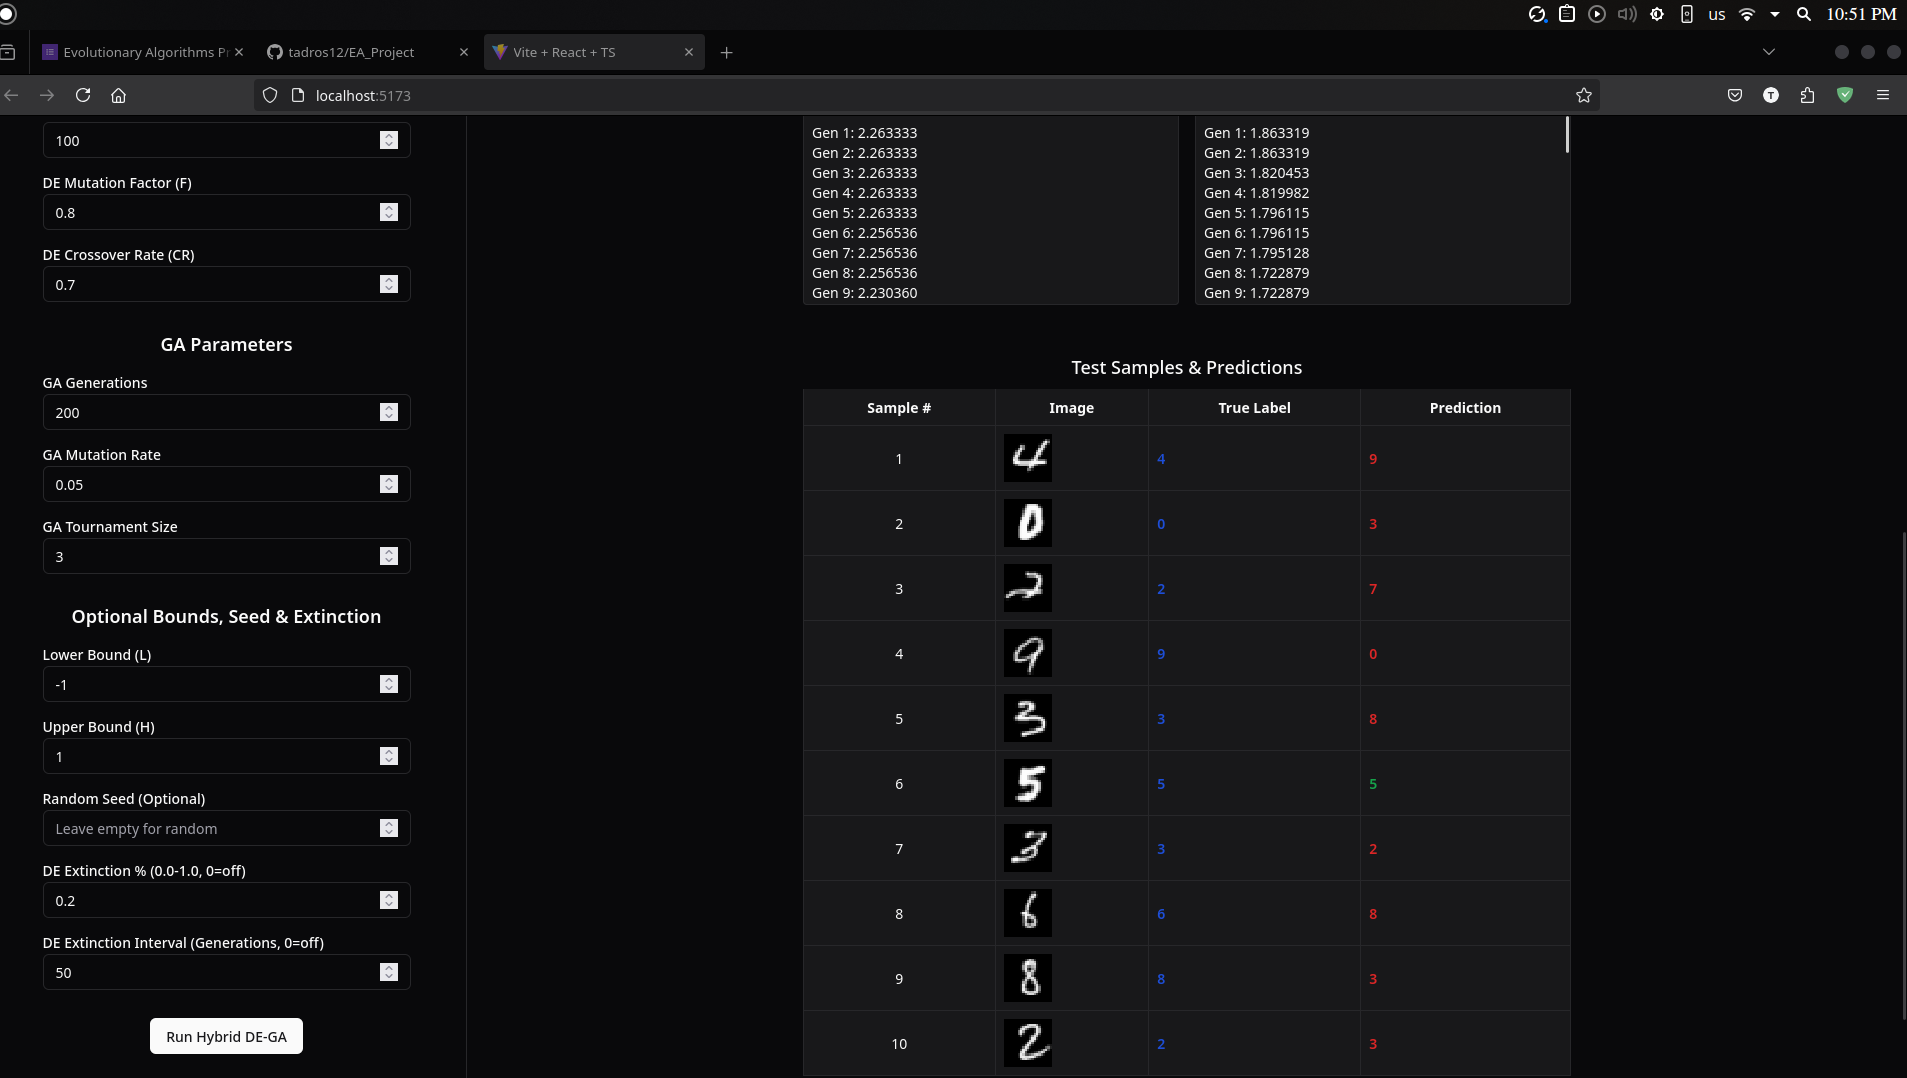 us
10:51 PM
Evolutionary Algorithms Pr
tadros12/EA_Project
Vite + React + TS
localhost:5173
T
100
DE Mutation Factor (F)
0.8
DE Crossover Rate (CR)
0.7
GA Parameters
GA Generations
200
GA Mutation Rate
0.05
GA Tournament Size
3
Optional Bounds, Seed & Extinction
Lower Bound (L)
-1
Upper Bound (H)
1
Random Seed (Optional)
Leave empty for random
DE Extinction % (0.0-1.0, 0=off)
0.2
DE Extinction Interval (Generations, 0=off)
50
Run Hybrid DE-GA
Gen 1: 2.263333
Gen 2: 2.263333
Gen 3: 2.263333
Gen 4: 2.263333
Gen 5: 2.263333
Gen 6: 2.256536
Gen 7: 2.256536
Gen 8: 2.256536
Gen 9: 2.230360
Gen 1: 1.863319
Gen 2: 1.863319
Gen 3: 1.820453
Gen 4: 1.819982
Gen 5: 1.796115
Gen 6: 1.796115
Gen 7: 1.795128
Gen 8: 1.722879
Gen 9: 1.722879
Test Samples & Predictions
Sample # Image True Label Prediction
1 4 4 9
2 0 0 3
3 2 2 7
4 9 9 0
5 3 3 8
6 5 5 5
7 3 3 2
8 6 6 8
9 8 8 3
10 2 2 3